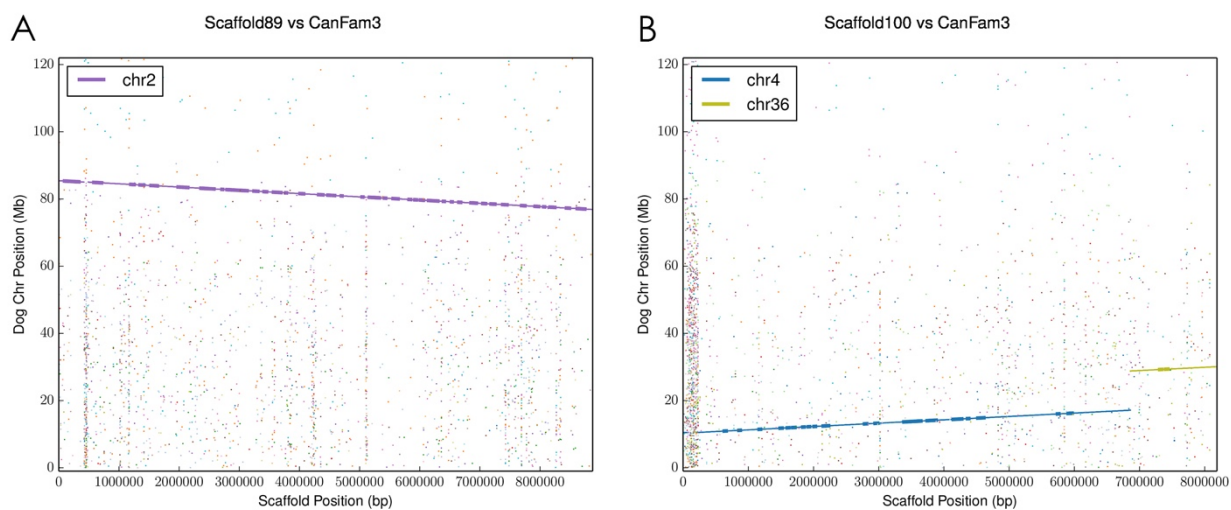 A
Scaffold89 vs CanFam3
chr2
Dog Chr Position (Mb)
120
100
80
60
40
20
0
0 1000000 2000000 3000000 4000000 5000000 6000000 7000000 8000000
Scaffold Position (bp)
B
Scaffold100 vs CanFam3
chr4
chr36
Dog Chr Position (Mb)
120
100
80
60
40
20
0
0 1000000 2000000 3000000 4000000 5000000 6000000 7000000 8000000
Scaffold Position (bp)